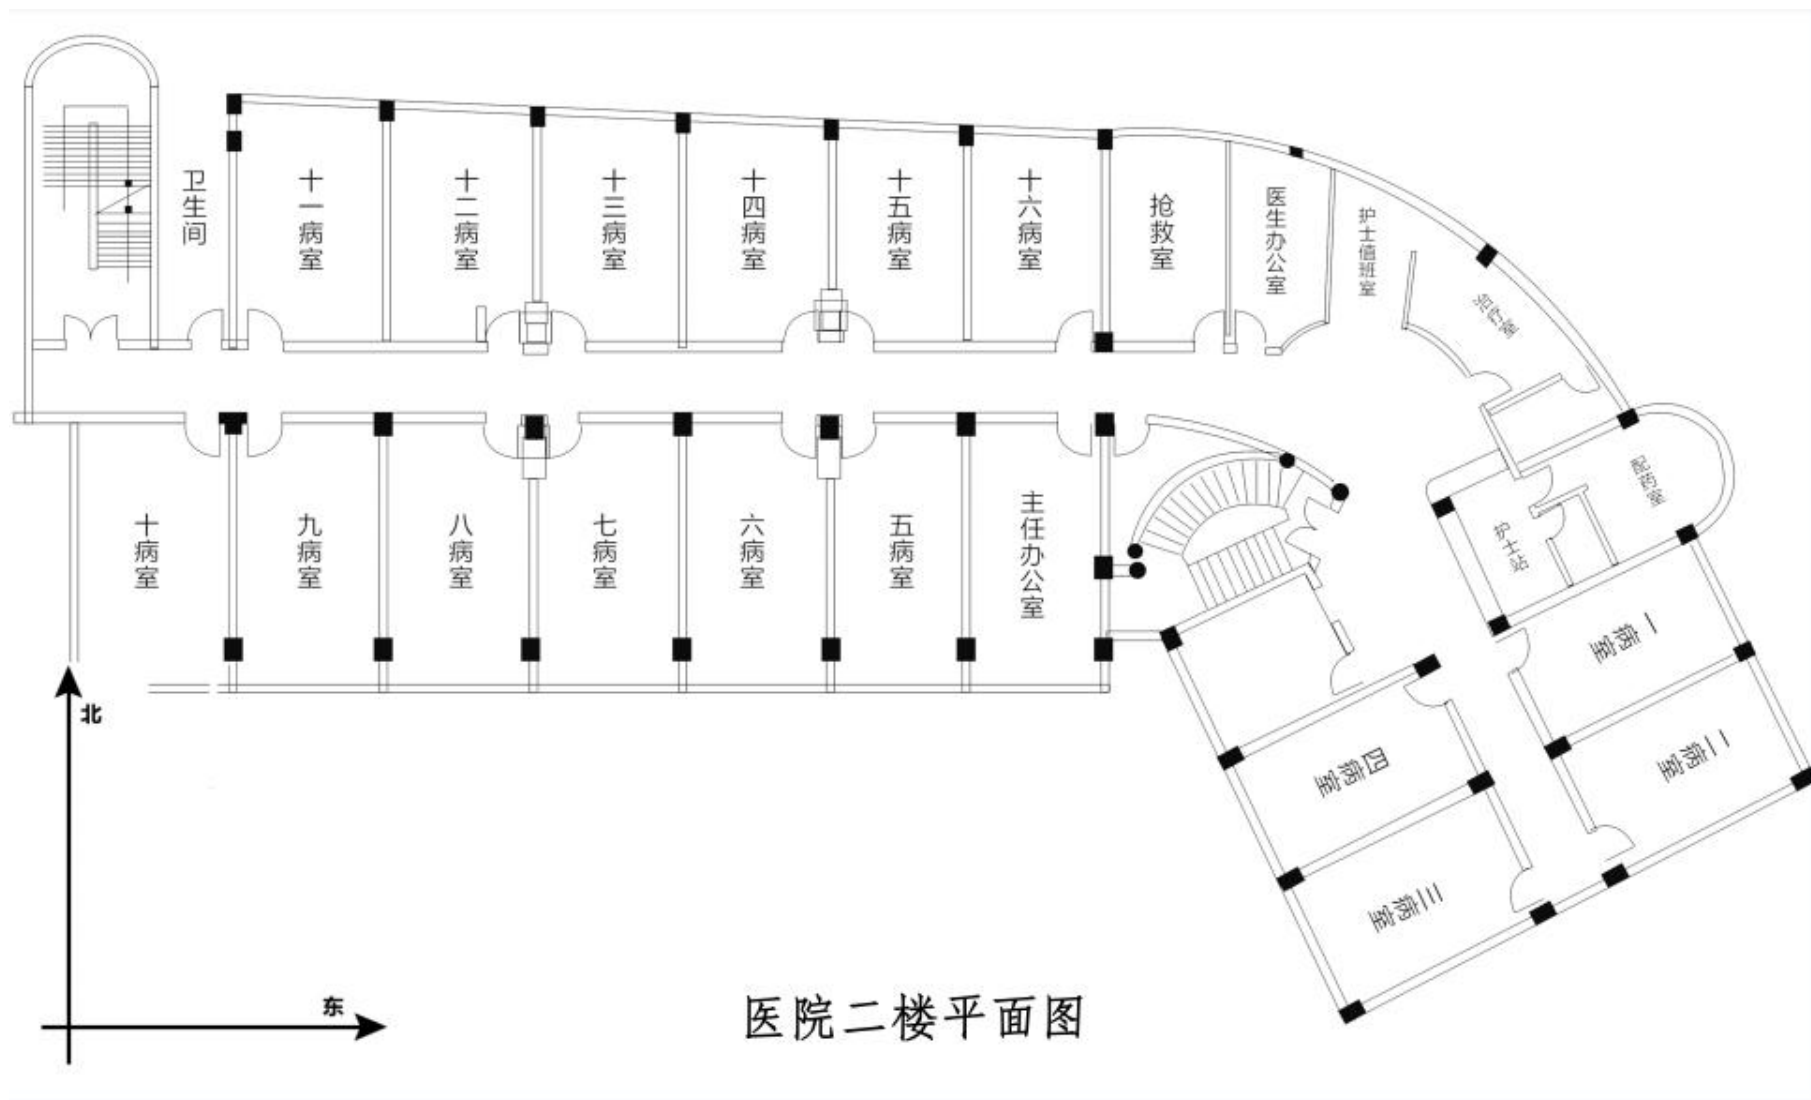 卫生间
十一病室
十二病室
十三病室
十四病室
十五病室
十六病室
抢救室
医生办公室
护士值班室
治疗室
配药室
护士站
十病室
九病室
八病室
七病室
六病室
五病室
主任办公室
一病室
二病室
四病室
三病室
北
东
医院二楼平面图